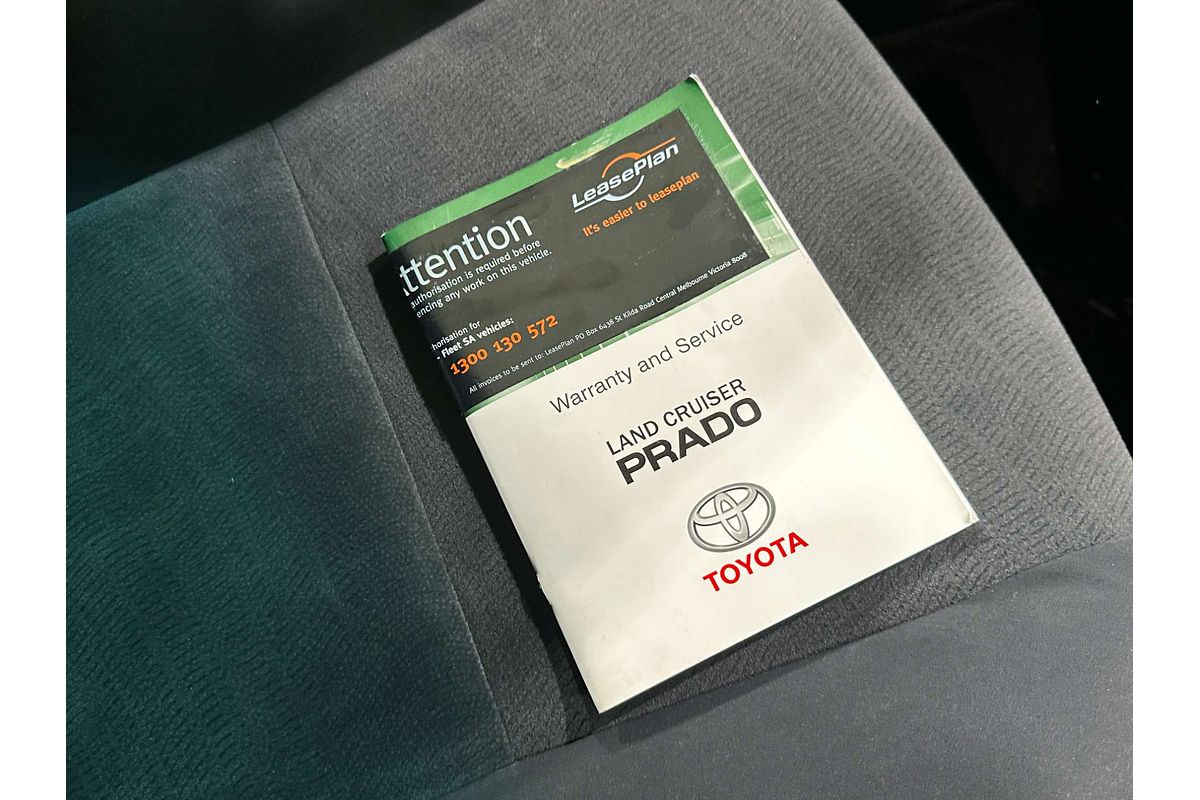 LeasePlan
It's easier to leaseplan
ttention
authorisation is required before
encing any work on this vehicle.
horisation for
Fleet SA vehicles:
1300 130 572
All invoices to be sent to: LeasePlan PO Box 6438 St Kilda Road Central Melbourne Victoria 8008
Warranty and Service
LAND CRUISER
PRADO
TOYOTA